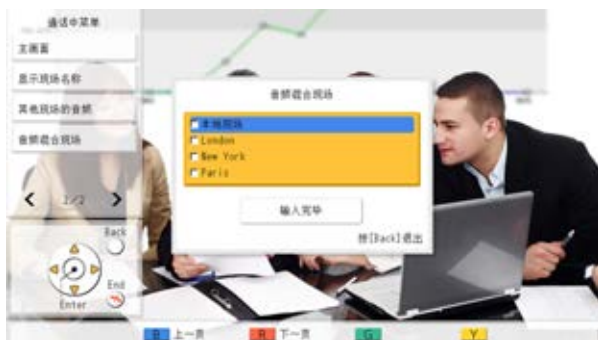 通话中菜单
主画面
显示现场名称
其他现场的音频
音频混合现场
2/2
Back
End
Enter
音频混合现场
本地现场
London
New York
Paris
输入完毕
按[Back]退出
B 上一页 R 下一页 G Y